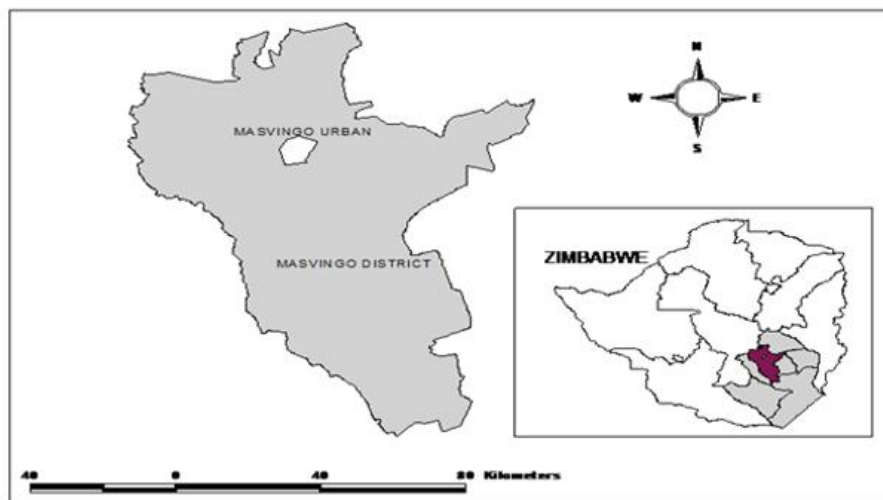 N
W E
S
MASVINGO URBAN
MASVINGO DISTRICT
ZIMBABWE
40 0 40 80 Kilometers